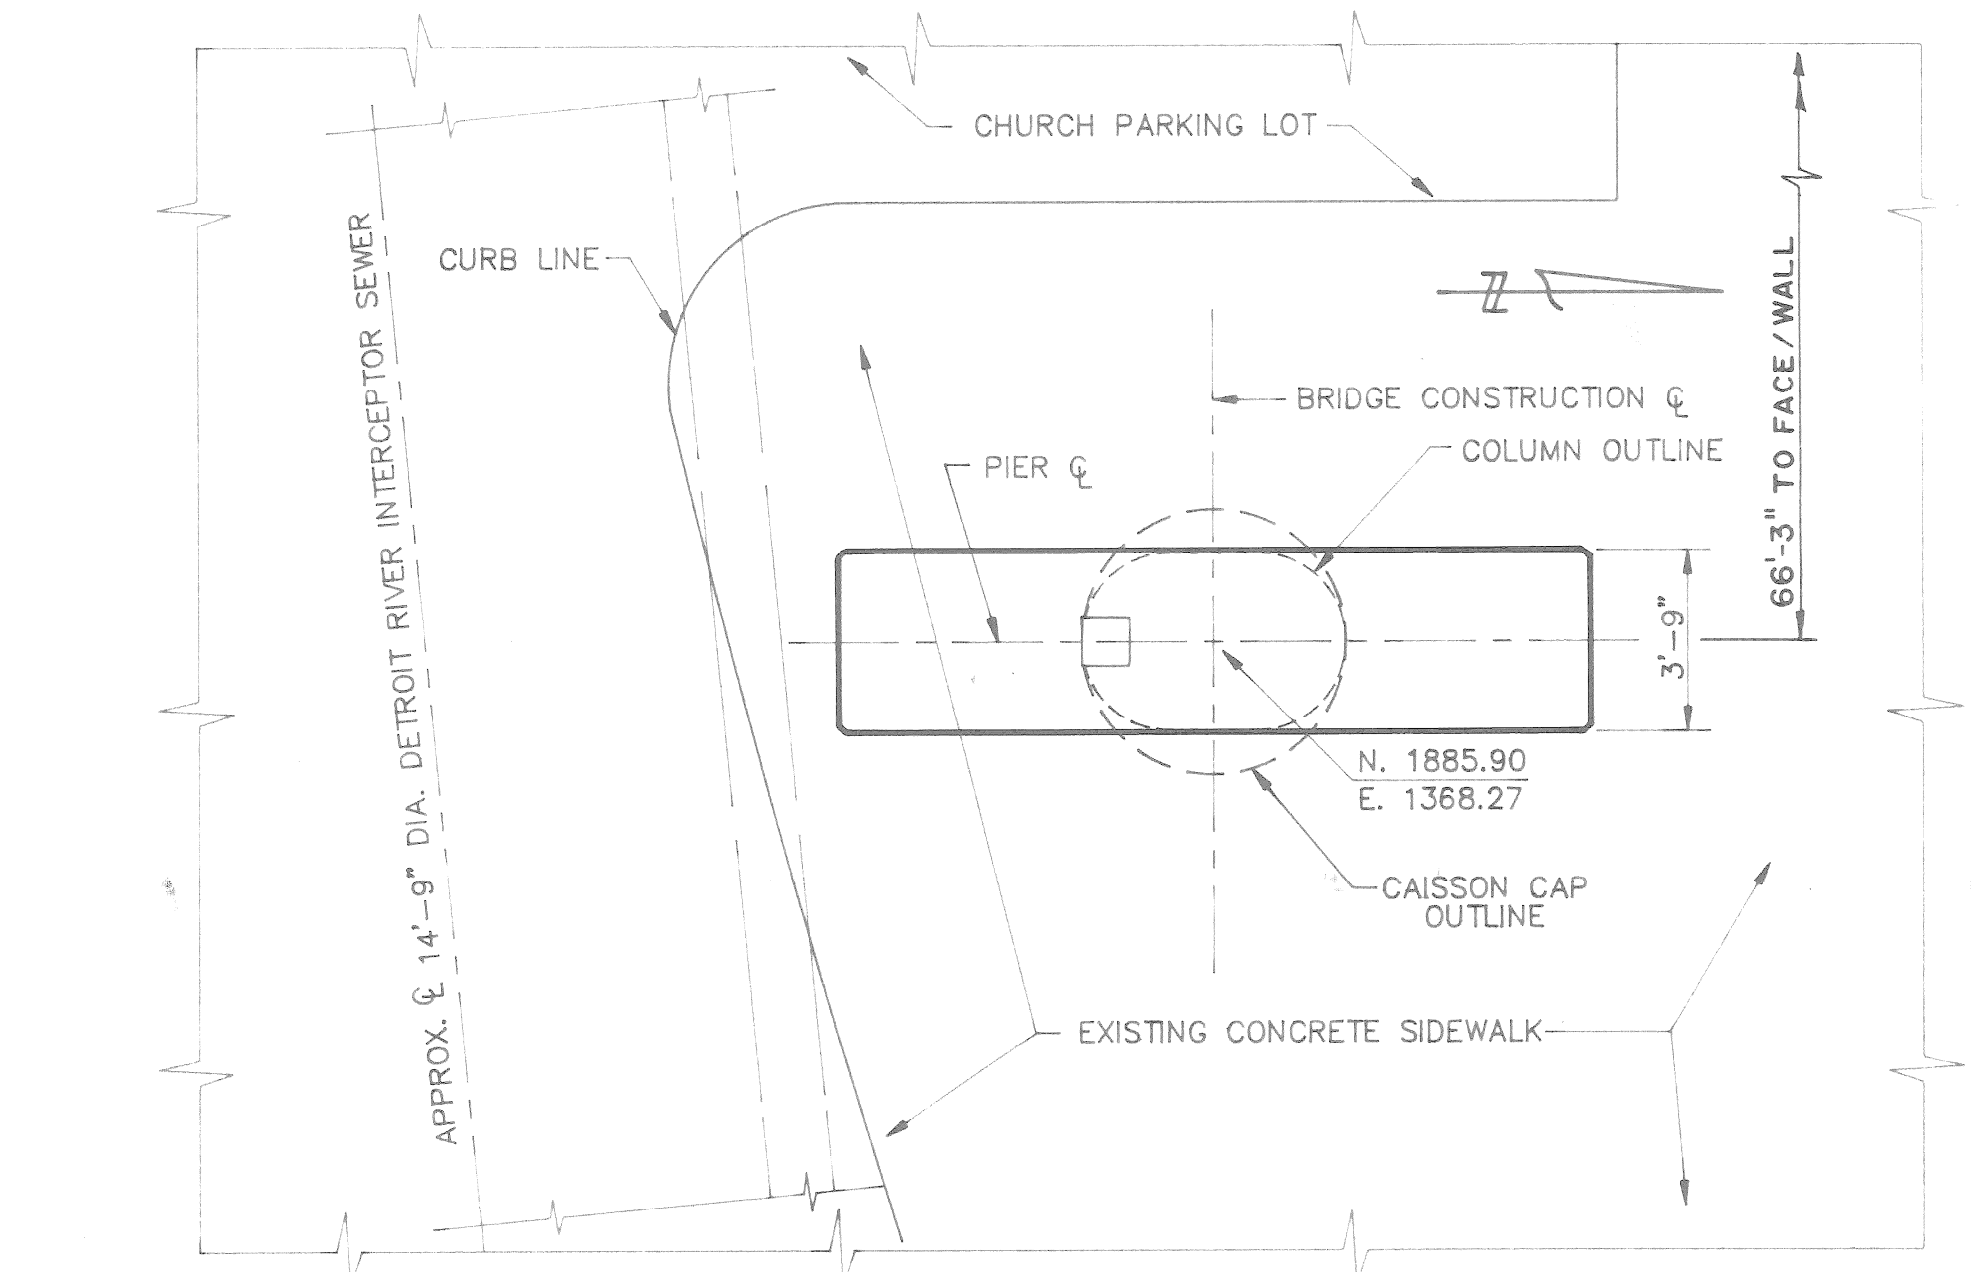 CHURCH PARKING LOT
CURB LINE
N
BRIDGE CONSTRUCTION ℄
COLUMN OUTLINE
PIER ℄
66'-3" TO FACE/WALL
3'-9"
N. 1885.90
E. 1368.27
CAISSON CAP
OUTLINE
EXISTING CONCRETE SIDEWALK
APPROX. ℄ 14'-9" DIA. DETROIT RIVER INTERCEPTOR SEWER